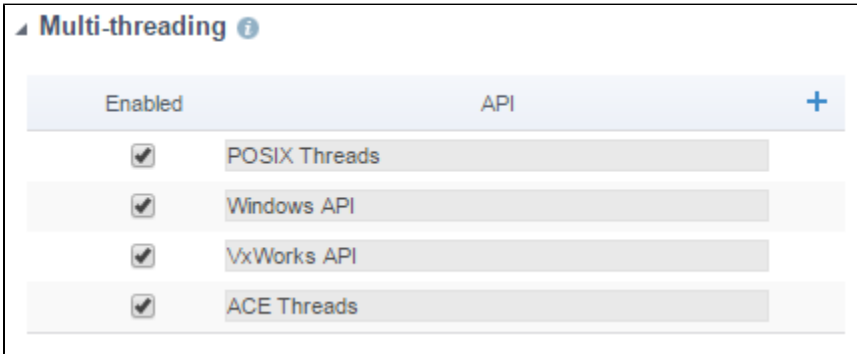 Multi-threading
Enabled API
POSIX Threads
Windows API
VxWorks API
ACE Threads